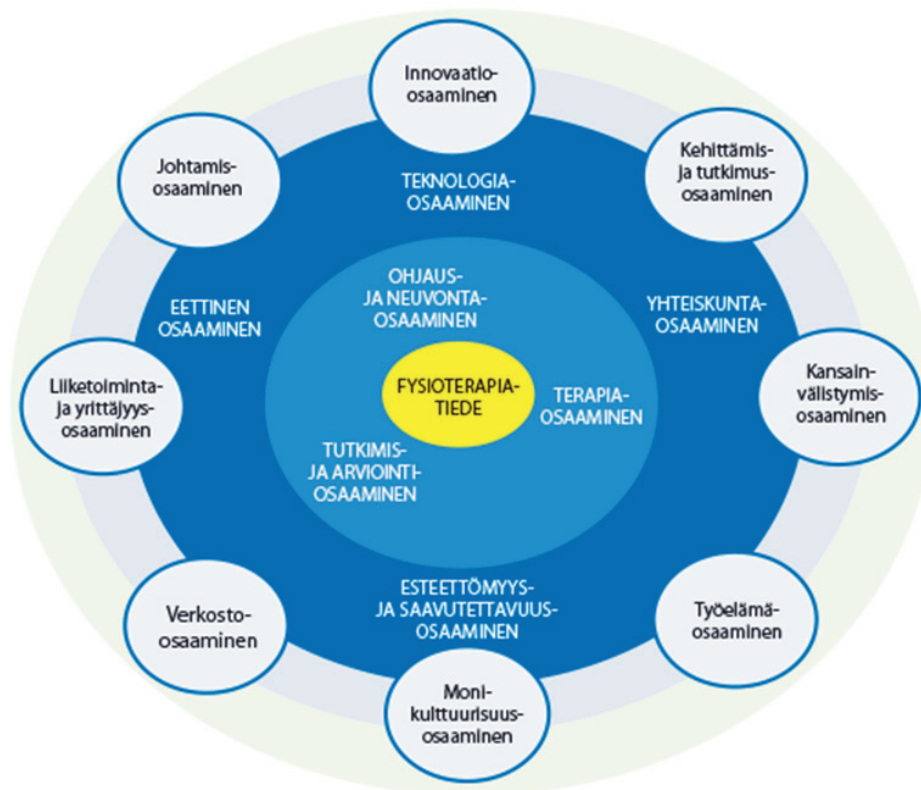 Innovaatio-
osaaminen
Johtamis-
osaaminen
Kehittämis-
ja tutkimus-
osaaminen
TEKNOLOGIA-
OSAAMINEN
OHJAUS-
JA NEUVONTA-
OSAAMINEN
EETTINEN
OSAAMINEN
YHTEISKUNTA-
OSAAMINEN
Liiketoiminta-
ja yrittäjyys-
osaaminen
FYSIOTERAPIA-
TIEDE
TERAPIA-
OSAAMINEN
Kansain-
välistymis-
osaaminen
TUTKIMIS-
JA ARVIOINTI-
OSAAMINEN
ESTEETTÖMYYS-
JA SAAVUTETTAVUUS-
OSAAMINEN
Verkosto-
osaaminen
Työelämä-
osaaminen
Moni-
kulttuurisuus-
osaaminen